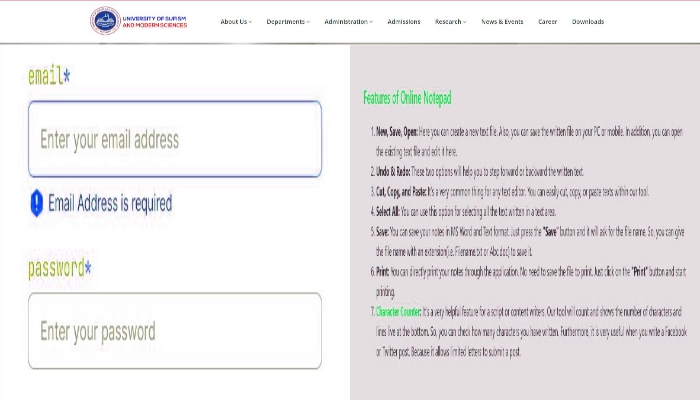 UNIVERSITY OF SUFISM
AND MODERN SCIENCES
About Us
Departments
Administration
Admissions
Research
News & Events
Career
Downloads
email*
Enter your email address
Email Address is required
password*
Enter your password
Features of Online Notepad
1. New, Save, Open: Here you can create a new text file. Also, you can save the written file on your PC or mobile. In addition, you can open
the existing text file and edit it here.
2. Undo & Redo: These two options will help you to step forward or backward the written text.
3. Cut, Copy, and Paste: It's a very common thing for any text editor. You can easily cut, copy, or paste texts within our tool.
4. Select All: You can use this option for selecting all the text written in a text area.
5. Save: You can save your notes in MS Word and Text format. Just press the "Save" button and it will ask for the file name. So, you can give
the file name with an extension(i.e. Filename.txt or Abc.doc) to save it.
6. Print: You can directly print your notes through the application. No need to save the file to print. Just click on the "Print" button and start
printing.
7. Character Counter: It's a very helpful feature for a script or content writers. Our tool will count and shows the number of characters and
lines live at the bottom. So, you can check how many characters you have written. Furthermore, it is very useful when you write a Facebook
or Twitter post. Because it allows limited letters to submit a post.